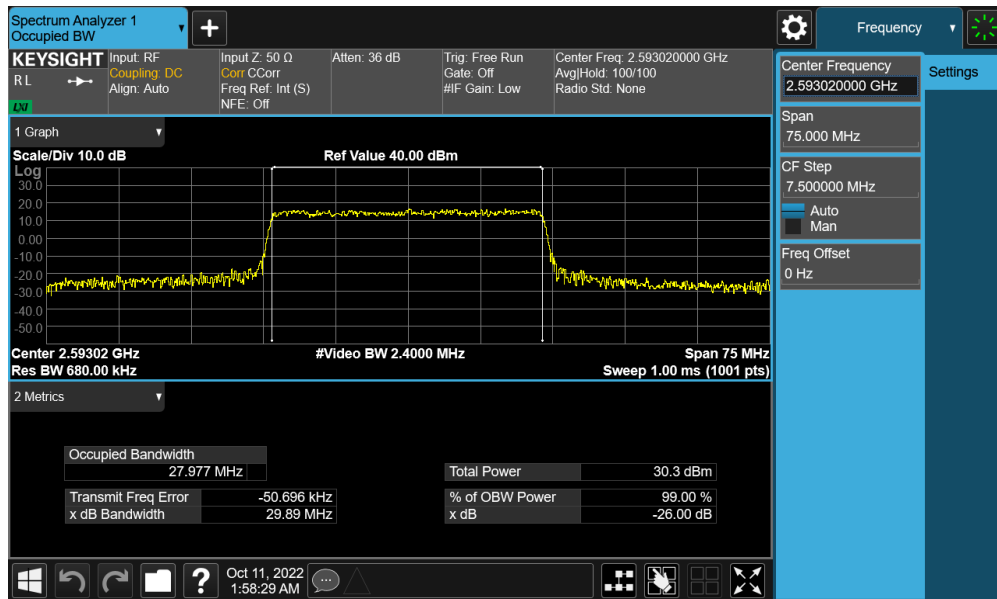 Spectrum Analyzer 1
Occupied BW
+
Frequency
KEYSIGHT
R L
LXI
Input: RF
Coupling: DC
Align: Auto
Input Z: 50 Ω
Corr CCorr
Freq Ref: Int (S)
NFE: Off
Atten: 36 dB
Trig: Free Run
Gate: Off
#IF Gain: Low
Center Freq: 2.593020000 GHz
Avg|Hold: 100/100
Radio Std: None
Center Frequency
2.593020000 GHz
Settings
Span
75.000 MHz
CF Step
7.500000 MHz
Auto
Man
Freq Offset
0 Hz
1 Graph
Scale/Div 10.0 dB
Ref Value 40.00 dBm
Log
30.0
20.0
10.0
0.00
-10.0
-20.0
-30.0
-40.0
-50.0
Center 2.59302 GHz
#Video BW 2.4000 MHz
Span 75 MHz
Res BW 680.00 kHz
Sweep 1.00 ms (1001 pts)
2 Metrics
Occupied Bandwidth
27.977 MHz
Total Power 30.3 dBm
Transmit Freq Error -50.696 kHz
% of OBW Power 99.00 %
x dB Bandwidth 29.89 MHz
x dB -26.00 dB
?
Oct 11, 2022
1:58:29 AM